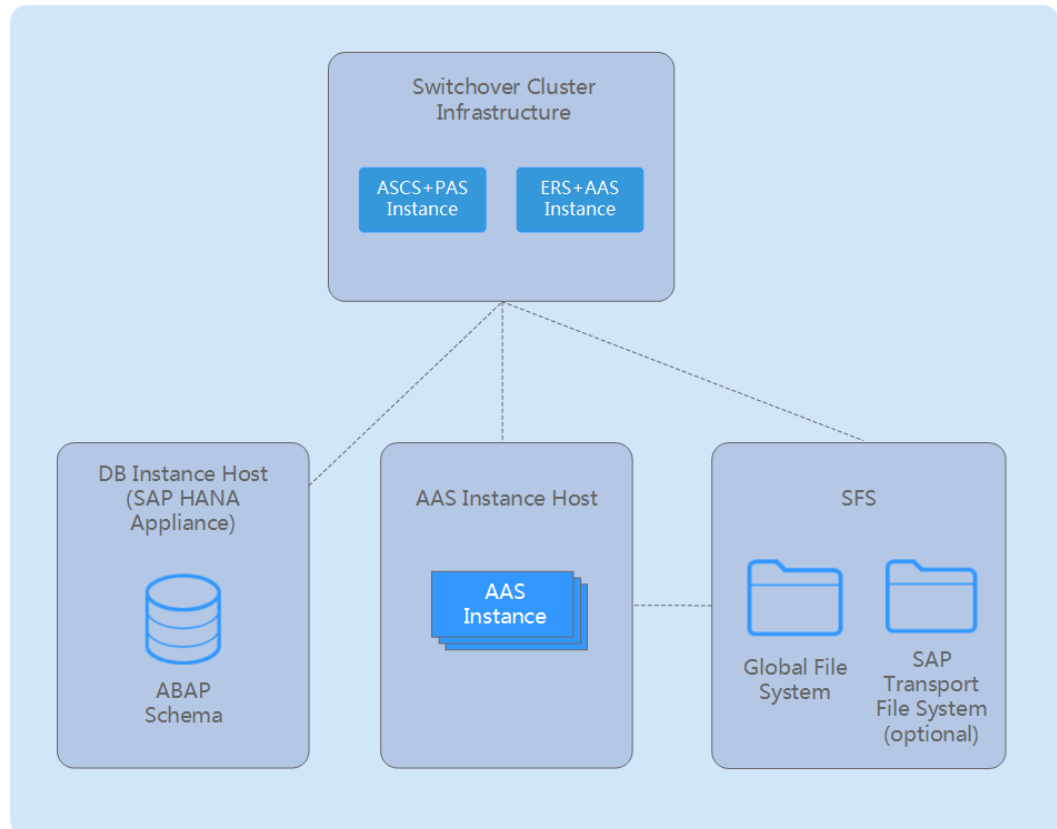 Switchover Cluster
Infrastructure
ASCS+PAS
Instance
ERS+AAS
Instance
DB Instance Host
(SAP HANA
Appliance)
ABAP
Schema
AAS Instance Host
AAS
Instance
SFS
Global File
System
SAP
Transport
File System
(optional)